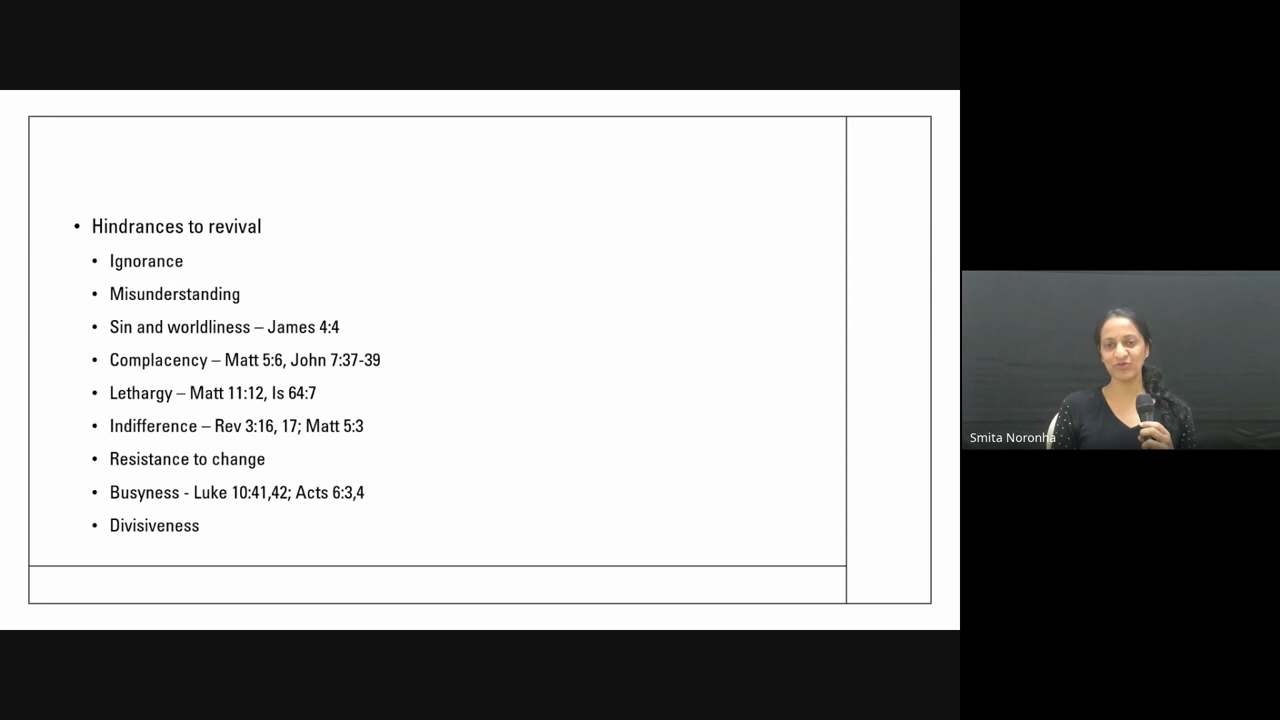 • Hindrances to revival
• Ignorance
• Misunderstanding
• Sin and worldliness – James 4:4
• Complacency – Matt 5:6, John 7:37-39
• Lethargy – Matt 11:12, Is 64:7
• Indifference – Rev 3:16, 17; Matt 5:3
• Resistance to change
• Busyness - Luke 10:41,42; Acts 6:3,4
• Divisiveness
Smita Noronha